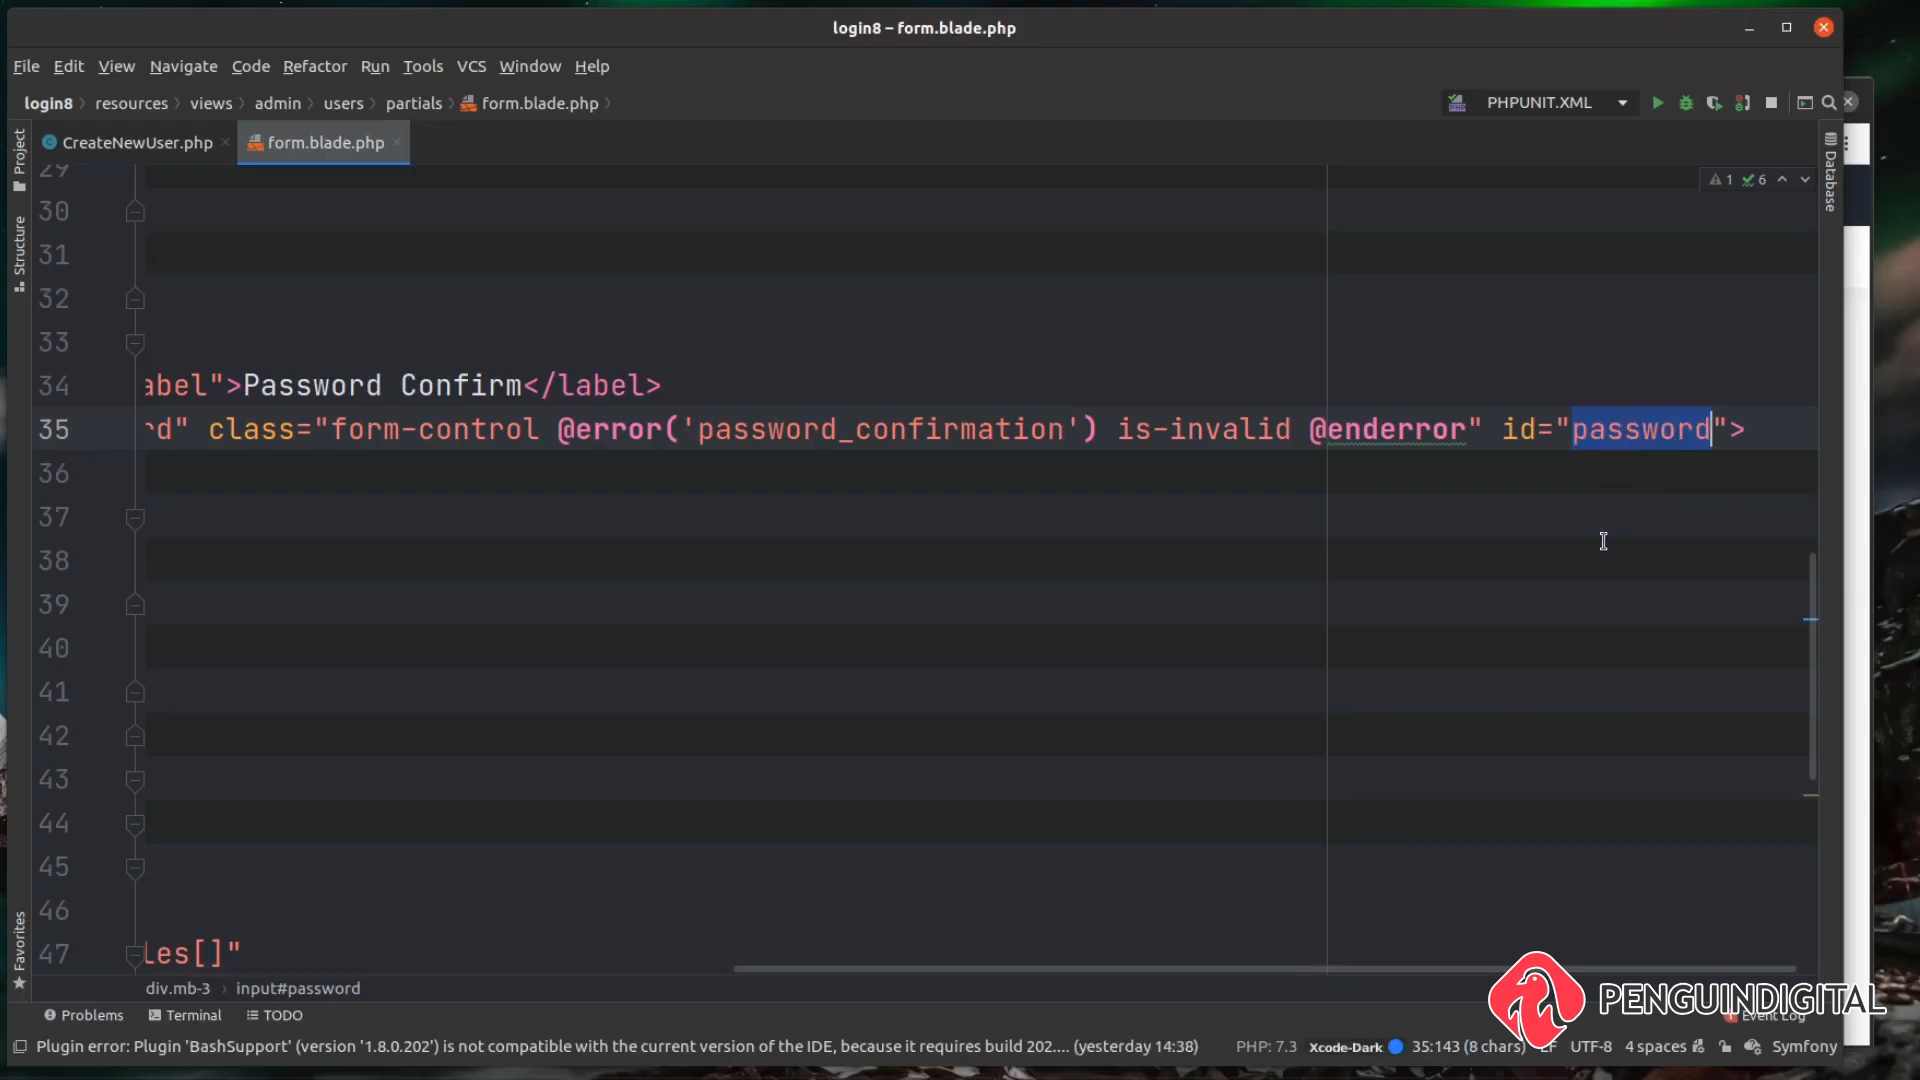 login8 – form.blade.php
File Edit View Navigate Code Refactor Run Tools VCS Window Help
login8 resources views admin users partials form.blade.php PHPUNIT.XML
CreateNewUser.php form.blade.php
Project
Structure
Favorites
Database
1 6
29
30
31
32
33
34 abel">Password Confirm</label>
35 rd" class="form-control @error('password_confirmation') is-invalid @enderror" id="password">
36
37
38
39
40
41
42
43
44
45
46
47 les[]"
div.mb-3 input#password
PENGUINDIGITAL
Problems Terminal TODO Event Log
Plugin error: Plugin 'BashSupport' (version '1.8.0.202') is not compatible with the current version of the IDE, because it requires build 202.... (yesterday 14:38) PHP: 7.3 Xcode-Dark 35:143 (8 chars) LF UTF-8 4 spaces Symfony